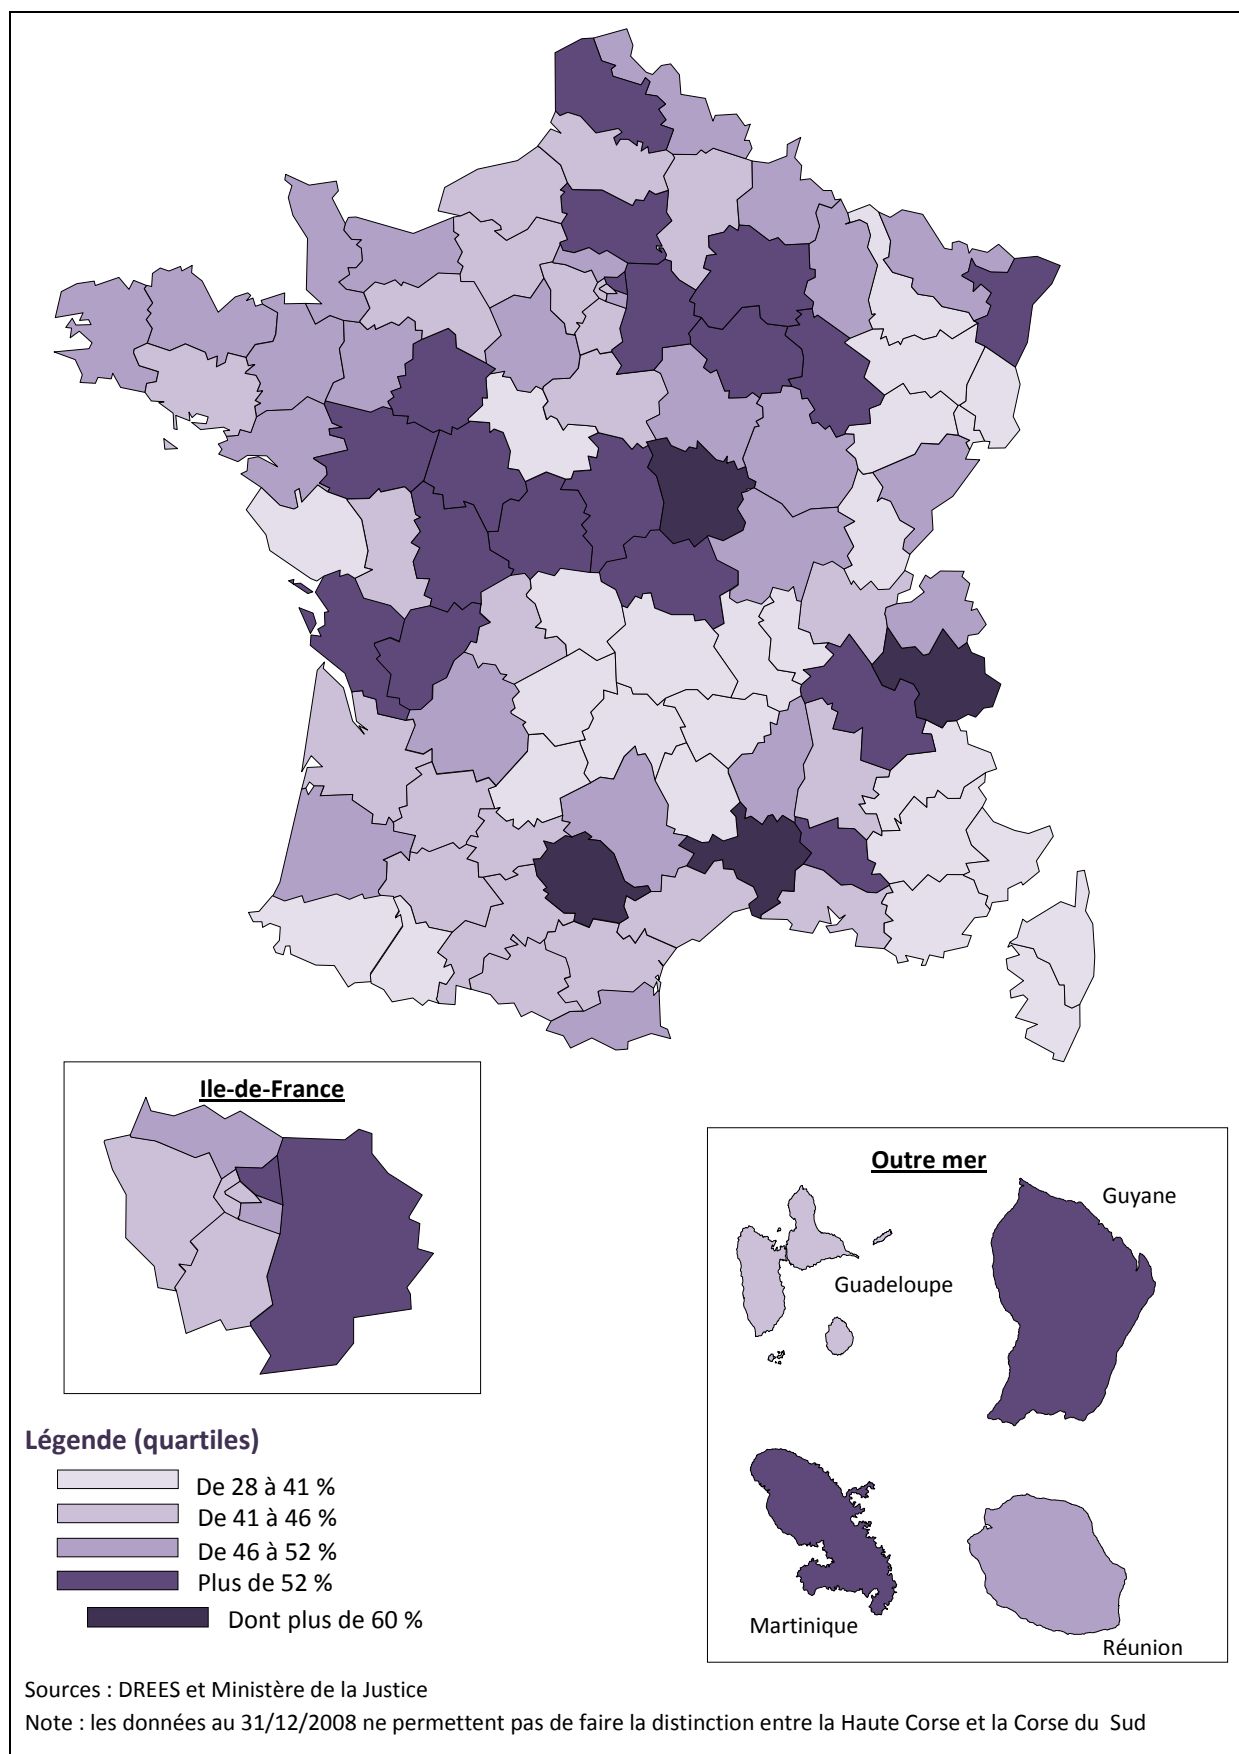 Ile-de-France
Outre mer
Guyane
Guadeloupe
Martinique
Réunion
Légende (quartiles)
De 28 à 41 %
De 41 à 46 %
De 46 à 52 %
Plus de 52 %
Dont plus de 60 %
Sources : DREES et Ministère de la Justice
Note : les données au 31/12/2008 ne permettent pas de faire la distinction entre la Haute Corse et la Corse du Sud